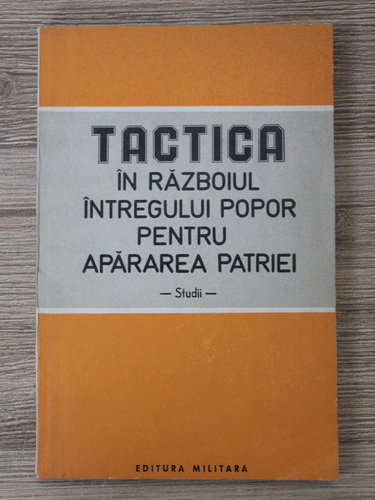 TACTICA
ÎN RĂZBOIUL
ÎNTREGULUI POPOR
PENTRU
APĂRAREA PATRIEI
— Studii —
EDITURA MILITARĂ